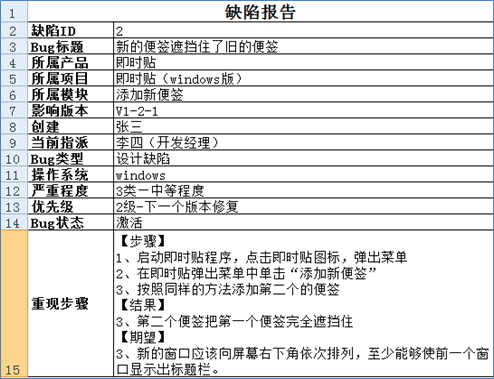 1 缺陷报告
2 缺陷ID 2
3 Bug标题 新的便签遮挡住了旧的便签
4 所属产品 即时贴
5 所属项目 即时贴（windows版）
6 所属模块 添加新便签
7 影响版本 V1-2-1
8 创建 张三
9 当前指派 李四（开发经理）
10 Bug类型 设计缺陷
11 操作系统 windows
12 严重程度 3类－中等程度
13 优先级 2级-下一个版本修复
14 Bug状态 激活
【步骤】
1、启动即时贴程序，点击即时贴图标，弹出菜单
2、在即时贴弹出菜单中单击“添加新便签”
3、按照同样的方法添加第二个的便签
重现步骤 【结果】
3、第二个便签把第一个便签完全遮挡住
【期望】
3、新的窗口应该向屏幕右下角依次排列，至少能够使前一个窗
15 口显示出标题栏。